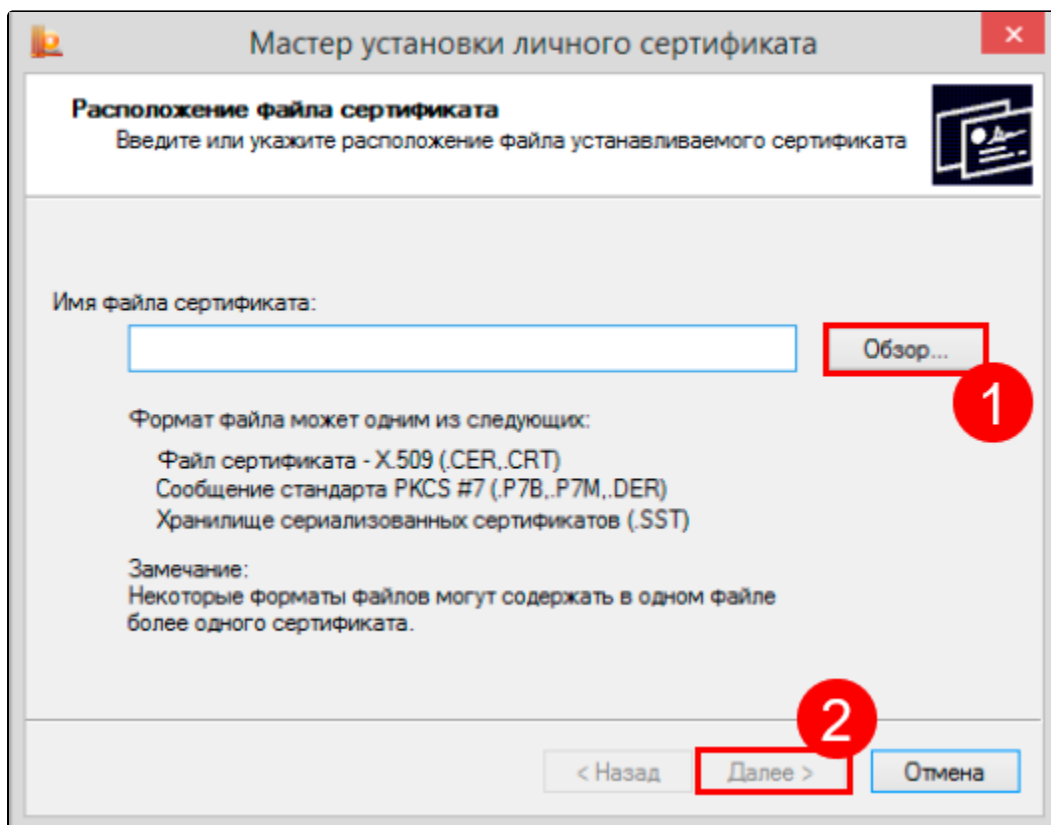 Мастер установки личного сертификата
Расположение файла сертификата
Введите или укажите расположение файла устанавливаемого сертификата
Имя файла сертификата:
Обзор...
1
Формат файла может одним из следующих:
Файл сертификата - X.509 (.CER,.CRT)
Сообщение стандарта PKCS #7 (.P7B,.P7M,.DER)
Хранилище сериализованных сертификатов (.SST)
Замечание:
Некоторые форматы файлов могут содержать в одном файле
более одного сертификата.
2
< Назад
Далее >
Отмена